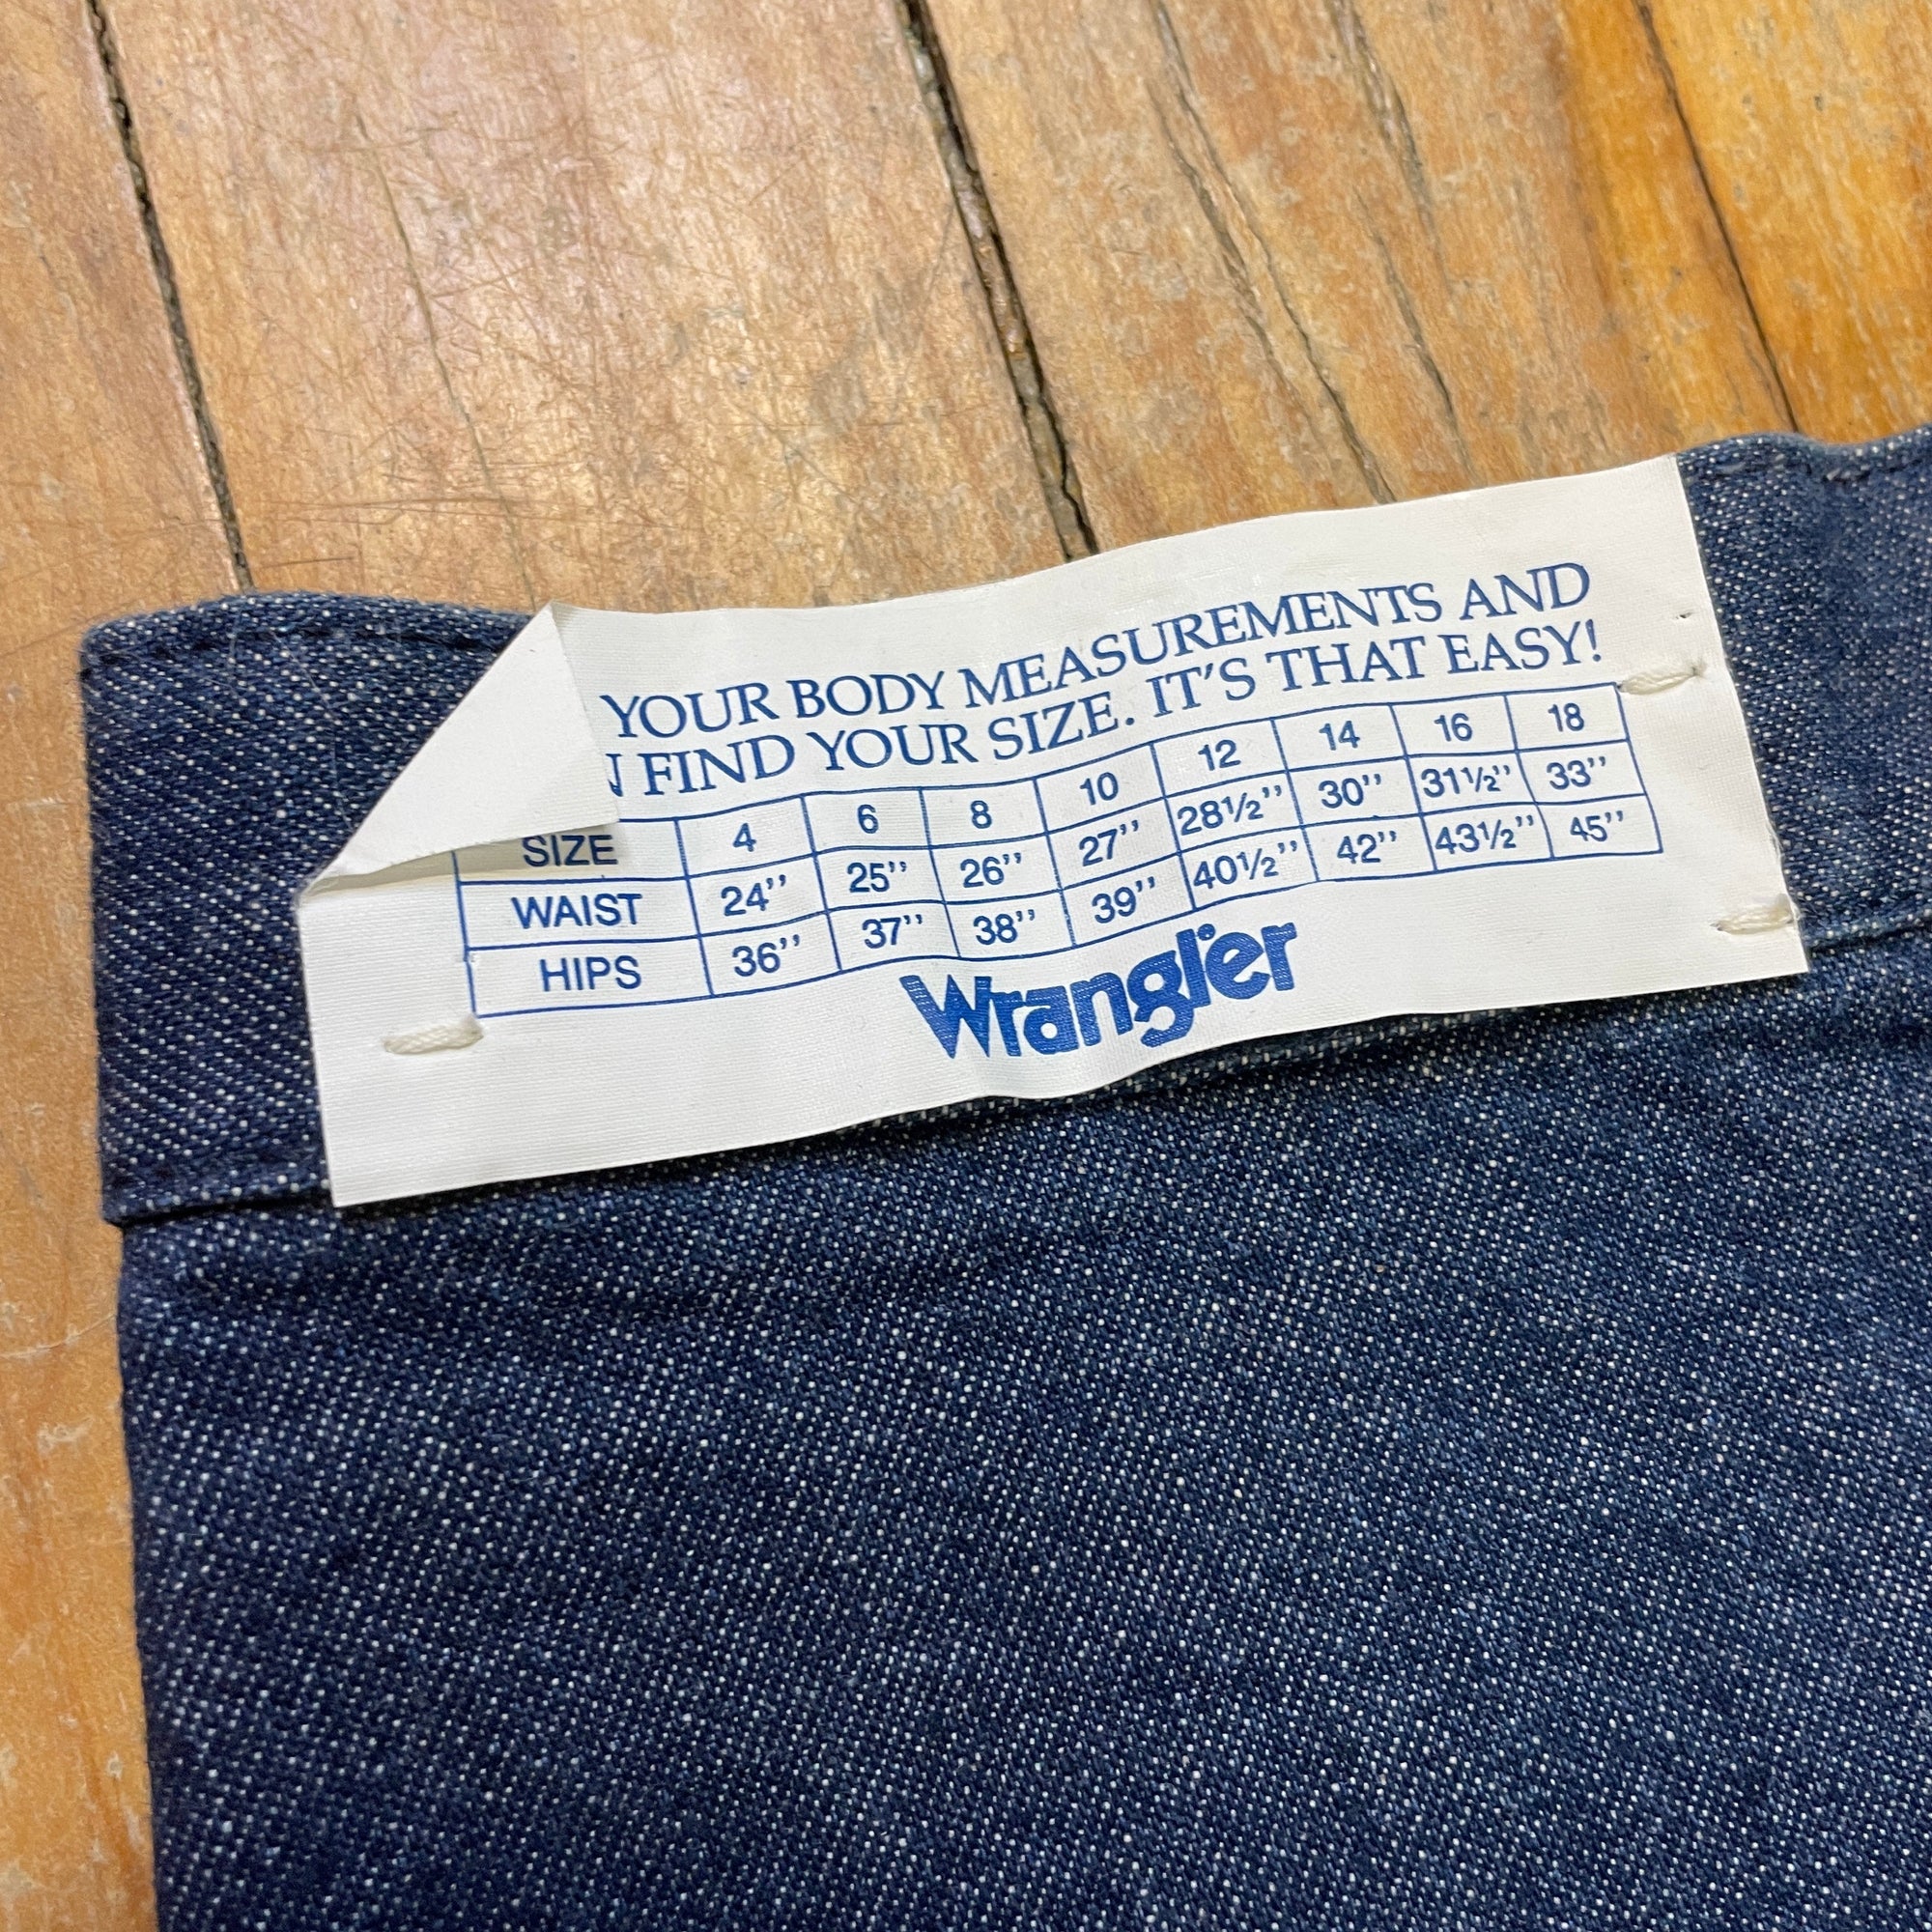 YOUR BODY MEASUREMENTS AND
FIND YOUR SIZE. IT'S THAT EASY!
SIZE 4 6 8 10 12 14 16 18
WAIST 24" 25" 26" 27" 28½" 30" 31½" 33"
HIPS 36" 37" 38" 39" 40½" 42" 43½" 45"
Wrangler